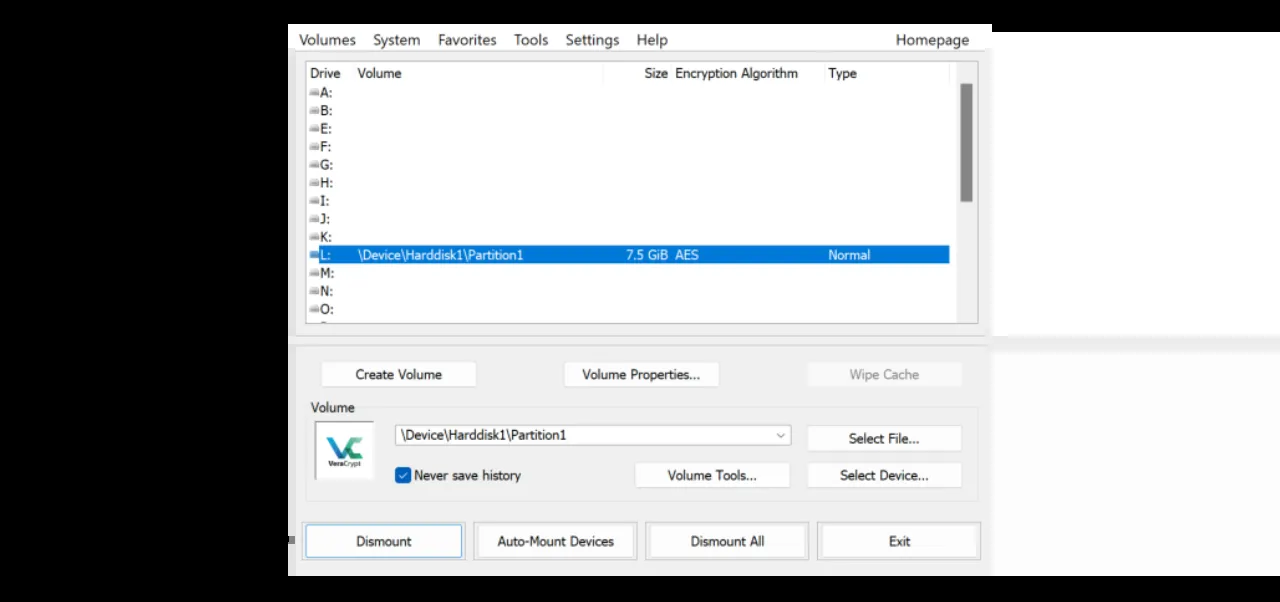 Volumes System Favorites Tools Settings Help Homepage
Drive Volume Size Encryption Algorithm Type
A:
B:
E:
F:
G:
H:
I:
J:
K:
L: \Device\Harddisk1\Partition1 7.5 GiB AES Normal
M:
N:
O:
Create Volume Volume Properties... Wipe Cache
Volume
VeraCrypt
\Device\Harddisk1\Partition1 Select File...
Never save history Volume Tools... Select Device...
Dismount Auto-Mount Devices Dismount All Exit